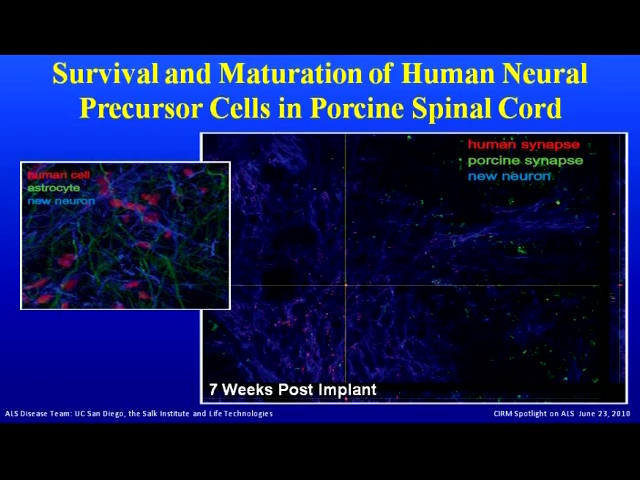 Survival and Maturation of Human Neural
Precursor Cells in Porcine Spinal Cord
human cell
astrocyte
new neuron
human synapse
porcine synapse
new neuron
7 Weeks Post Implant
ALS Disease Team: UC San Diego, the Salk Institute and Life Technologies
CIRM Spotlight on ALS June 23, 2010